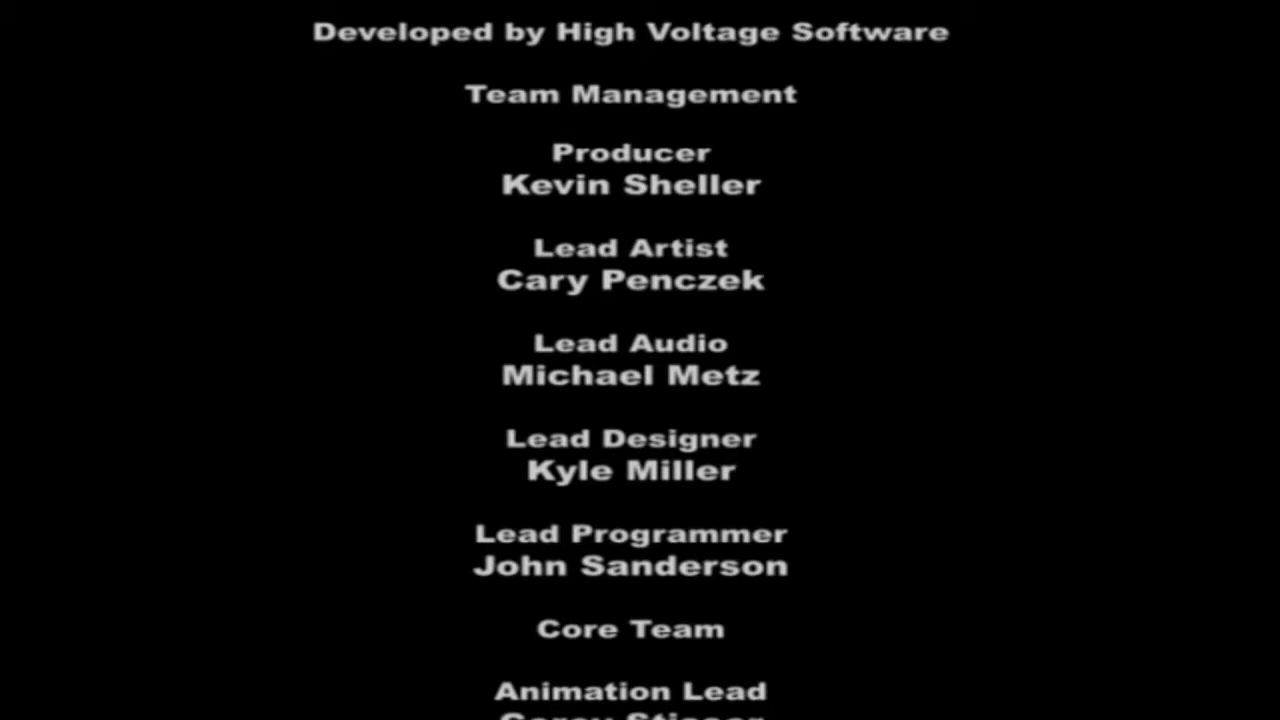 Developed by High Voltage Software
Team Management
Producer
Kevin Sheller
Lead Artist
Cary Penczek
Lead Audio
Michael Metz
Lead Designer
Kyle Miller
Lead Programmer
John Sanderson
Core Team
Animation Lead